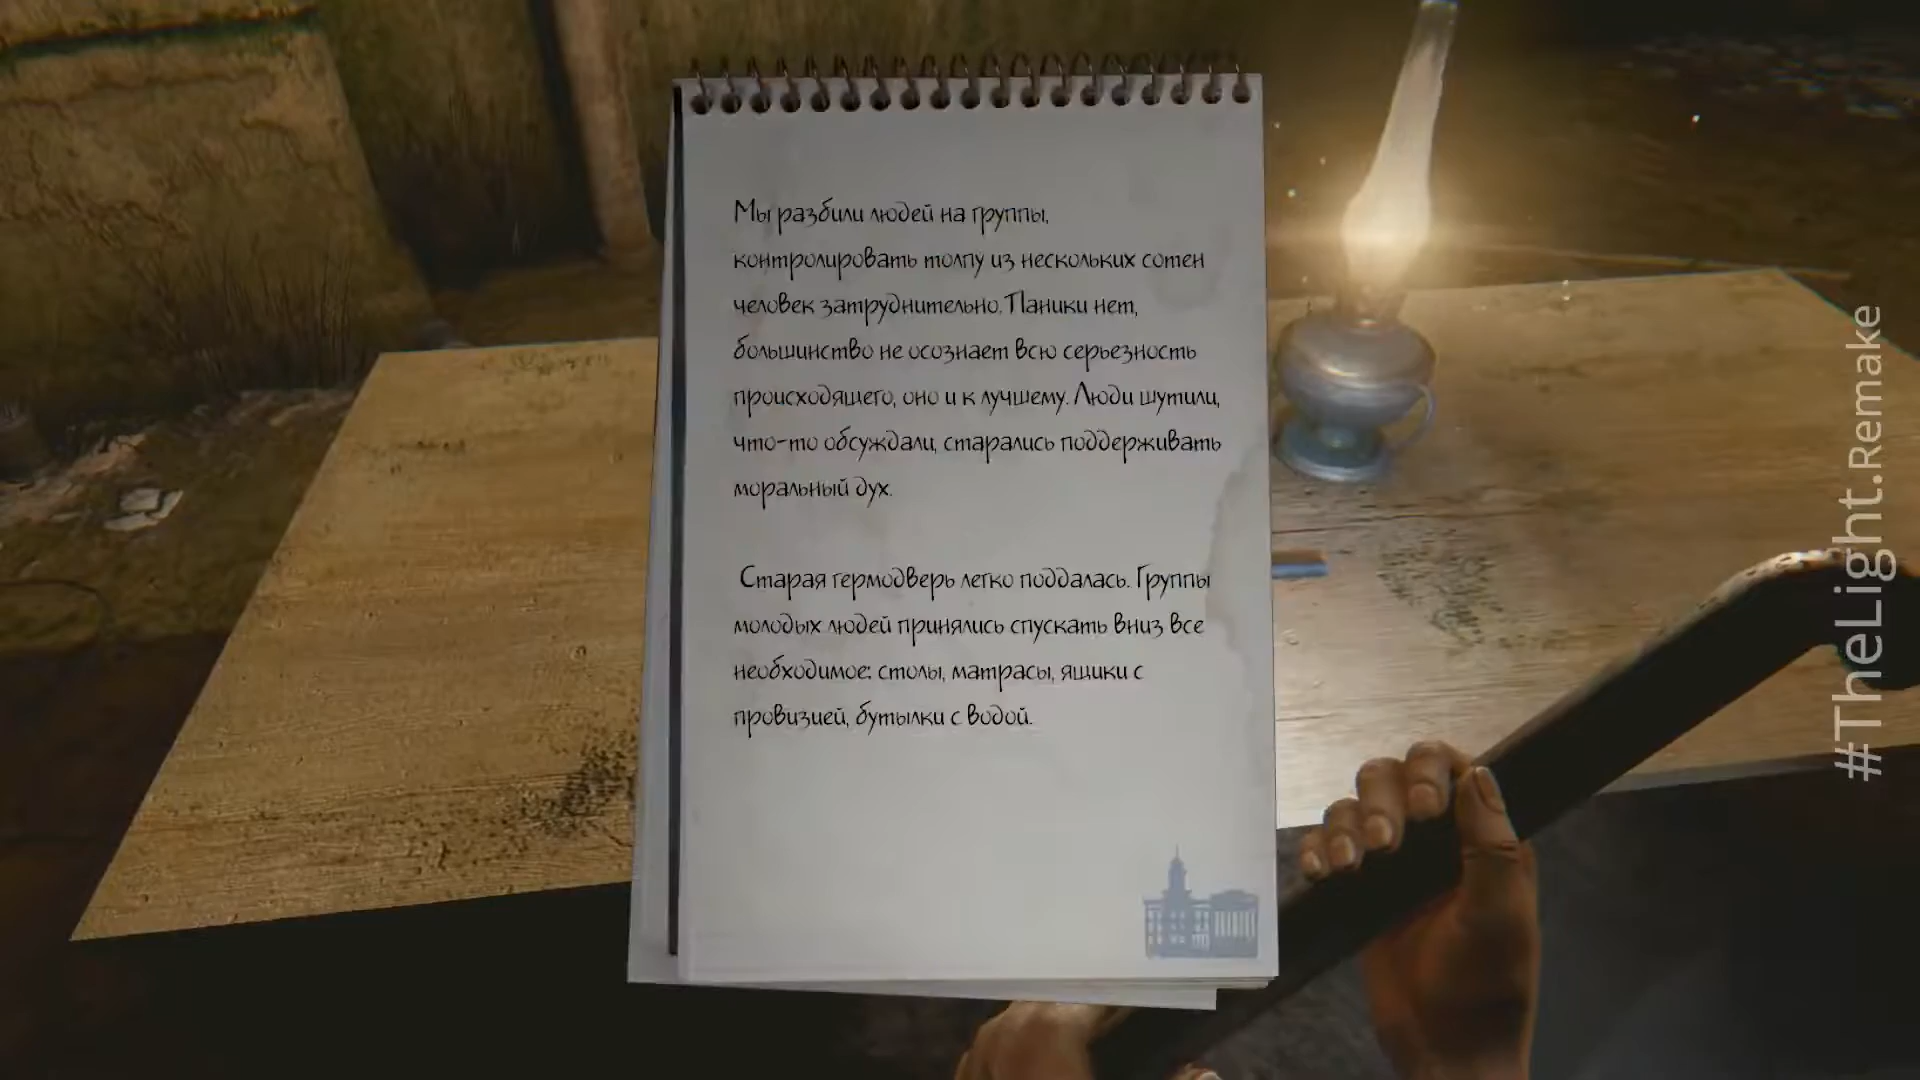 Мы разбили людей на группы,
контролировать толпу из нескольких сотен
человек затруднительно. Паники нет,
большинство не осознает всю серьезность
происходящего, оно и к лучшему. Люди шутили,
что-то обсуждали, старались поддерживать
моральный дух.
Старая гермодверь легко поддалась. Группы
молодых людей принялись спускать вниз все
необходимое: столы, матрасы, ящики с
провизией, бутылки с водой.
#TheLight.Remake